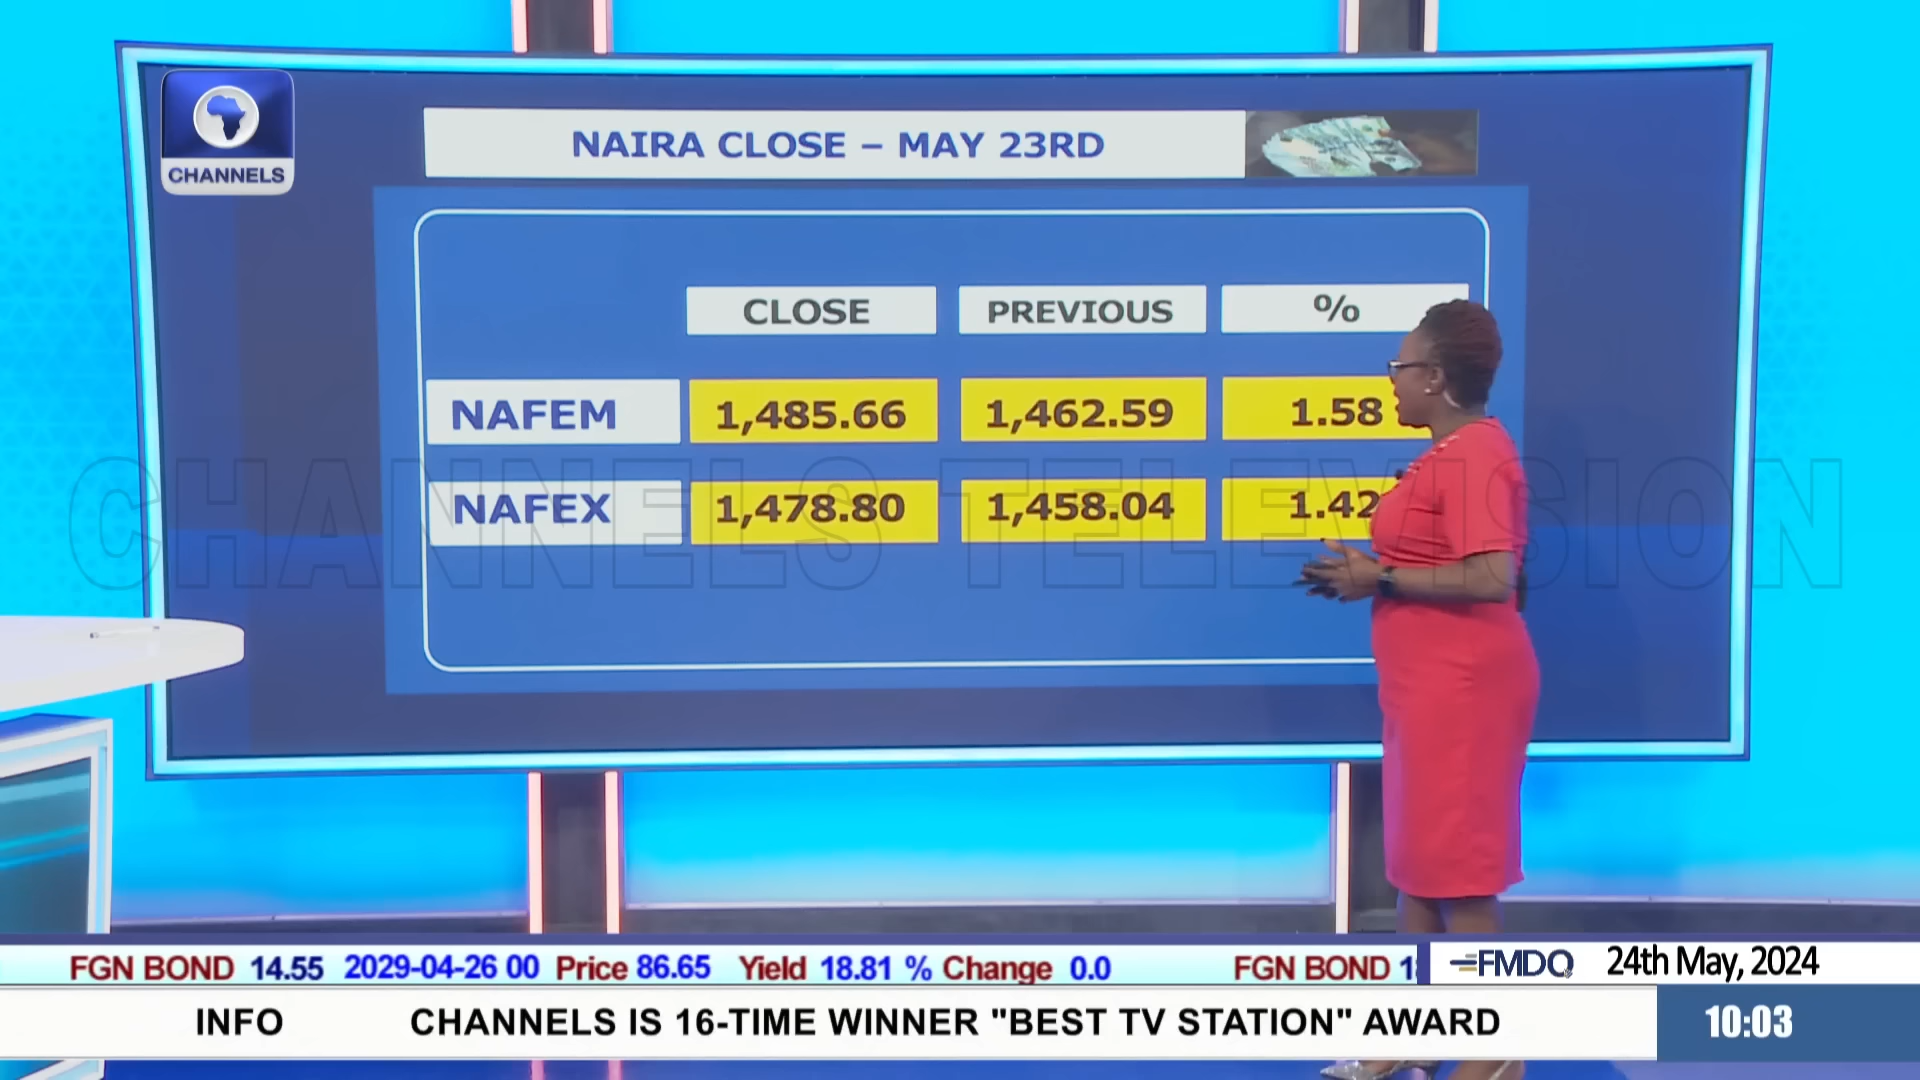 CHANNELS
NAIRA CLOSE – MAY 23RD
CLOSE PREVIOUS %
NAFEM 1,485.66 1,462.59 1.58
NAFEX 1,478.80 1,458.04 1.42
CHANNELS TELEVISION
FGN BOND 14.55 2029-04-26 00 Price 86.65 Yield 18.81 % Change 0.0 FGN BOND
FMDQ 24th May, 2024
INFO CHANNELS IS 16-TIME WINNER "BEST TV STATION" AWARD
10:03